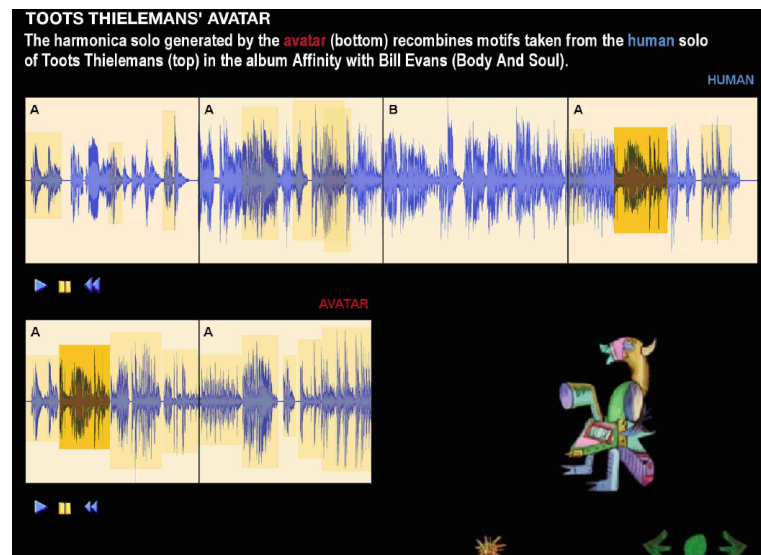 TOOTS THIELEMANS' AVATAR
The harmonica solo generated by the avatar (bottom) recombines motifs taken from the human solo
of Toots Thielemans (top) in the album Affinity with Bill Evans (Body And Soul).
HUMAN
A A B A
AVATAR
A A